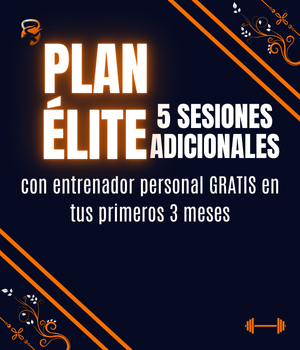 PLAN
ÉLITE
5 SESIONES
ADICIONALES
con entrenador personal GRATIS en
tus primeros 3 meses